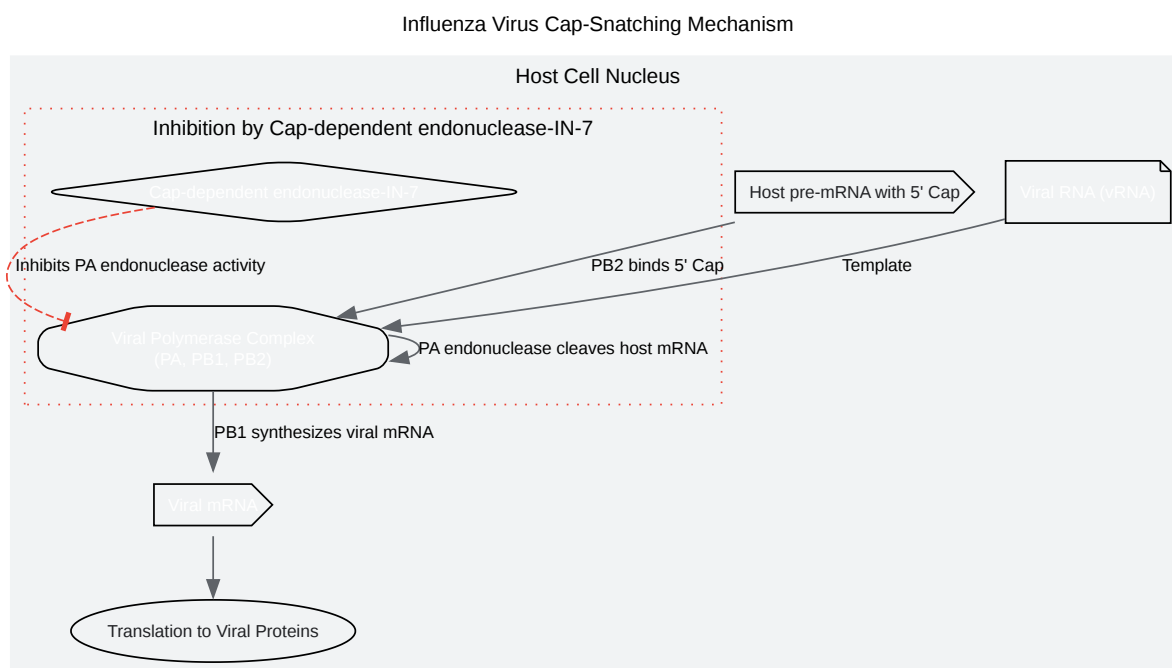 Influenza Virus Cap-Snatching Mechanism
Host Cell Nucleus
Inhibition by Cap-dependent endonuclease-IN-7
Cap-dependent endonuclease-IN-7
Host pre-mRNA with 5' Cap
Viral RNA (vRNA)
Inhibits PA endonuclease activity
PB2 binds 5' Cap
Template
Viral Polymerase Complex
(PA, PB1, PB2)
PA endonuclease cleaves host mRNA
PB1 synthesizes viral mRNA
Viral mRNA
Translation to Viral Proteins